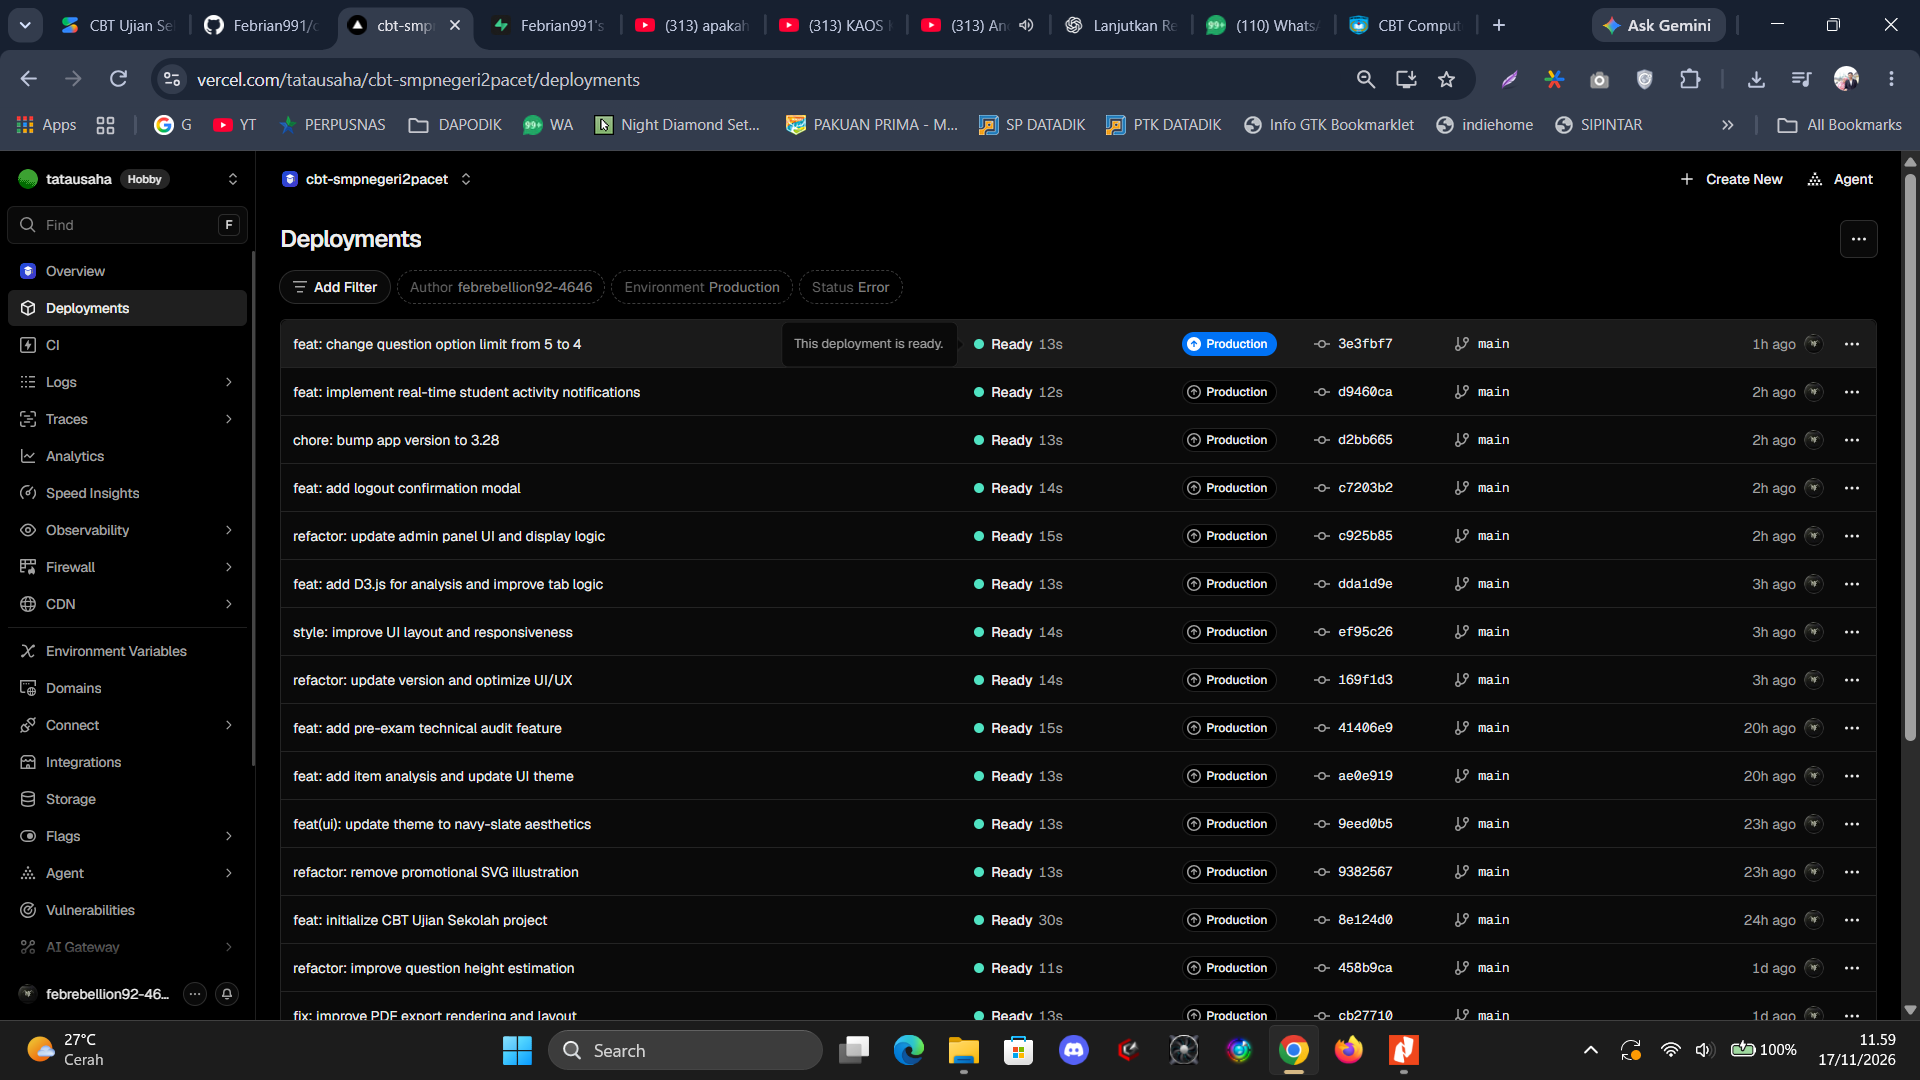 CBT Ujian Se
Febrian991/c
cbt-smp
Febrian991's
(313) apakah
(313) KAOS
(313) An
Lanjutkan Re
(110) Whats
CBT Comput
Ask Gemini
vercel.com/tatausaha/cbt-smpnegeri2pacet/deployments
Apps
G
YT
PERPUSNAS
DAPODIK
WA
Night Diamond Set...
PAKUAN PRIMA - M...
SP DATADIK
PTK DATADIK
Info GTK Bookmarklet
indiehome
SIPINTAR
All Bookmarks
tatausaha Hobby
cbt-smpnegeri2pacet
Create New
Agent
Find F
Overview
Deployments
CI
Logs
Traces
Analytics
Speed Insights
Observability
Firewall
CDN
Environment Variables
Domains
Connect
Integrations
Storage
Flags
Agent
Vulnerabilities
AI Gateway
febrebellion92-46...
Deployments
Add Filter Author febrebellion92-4646 Environment Production Status Error
feat: change question option limit from 5 to 4 This deployment is ready. Ready 13s Production 3e3fbf7 main 1h ago
feat: implement real-time student activity notifications Ready 12s Production d9460ca main 2h ago
chore: bump app version to 3.28 Ready 13s Production d2bb665 main 2h ago
feat: add logout confirmation modal Ready 14s Production c7203b2 main 2h ago
refactor: update admin panel UI and display logic Ready 15s Production c925b85 main 2h ago
feat: add D3.js for analysis and improve tab logic Ready 13s Production dda1d9e main 3h ago
style: improve UI layout and responsiveness Ready 14s Production ef95c26 main 3h ago
refactor: update version and optimize UI/UX Ready 14s Production 169f1d3 main 3h ago
feat: add pre-exam technical audit feature Ready 15s Production 41406e9 main 20h ago
feat: add item analysis and update UI theme Ready 13s Production ae0e919 main 20h ago
feat(ui): update theme to navy-slate aesthetics Ready 13s Production 9eed0b5 main 23h ago
refactor: remove promotional SVG illustration Ready 13s Production 9382567 main 23h ago
feat: initialize CBT Ujian Sekolah project Ready 30s Production 8e124d0 main 24h ago
refactor: improve question height estimation Ready 11s Production 458b9ca main 1d ago
fix: improve PDF export rendering and layout Ready 13s Production cb27710 main 1d ago
27°C
Cerah
Search
100%
11.59
17/11/2026